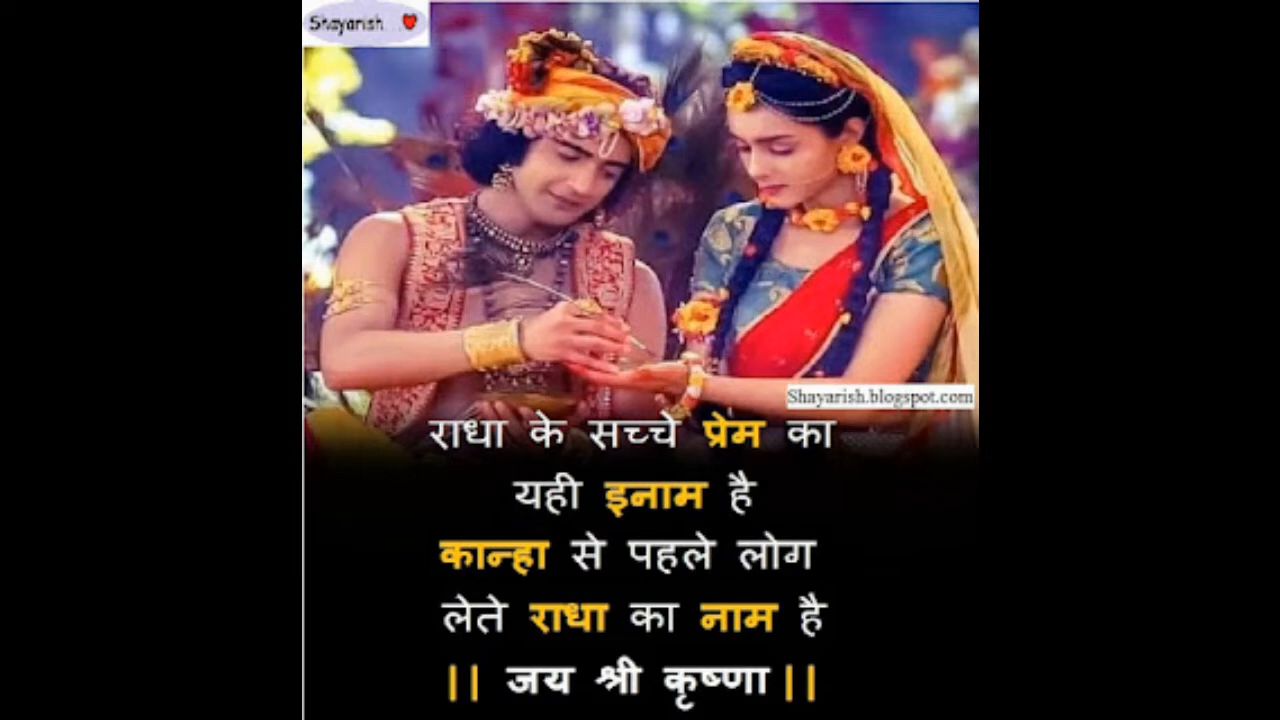 Shayarish...
Shayarish.blogspot.com
राधा के सच्चे प्रेम का
यही इनाम है
कान्हा से पहले लोग
लेते राधा का नाम है
|| जय श्री कृष्णा ||